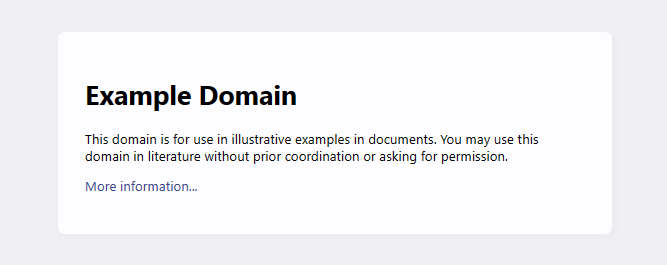 Example Domain
This domain is for use in illustrative examples in documents. You may use this
domain in literature without prior coordination or asking for permission.
More information...